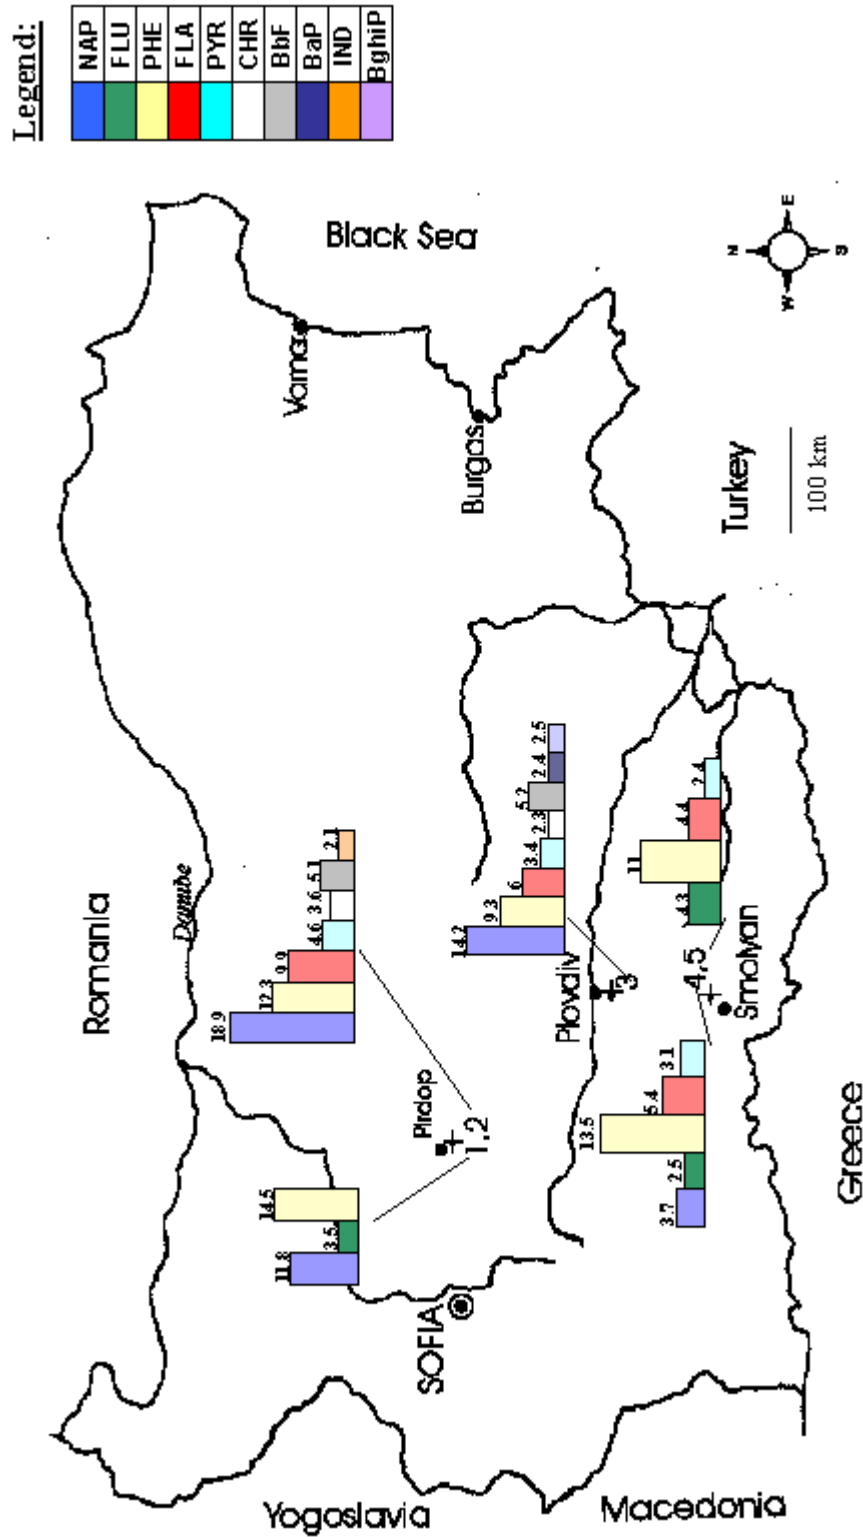 Legend:
NAP
FLU
PHE
FLA
PYR
CHR
BbF
BaP
IND
BghiP
Romania
Danube
Black Sea
Varna
Burgas
Turkey
100 km
N
W
E
S
Yogoslavia
Macedonia
Greece
SOFIA
Pirdop
1,2
Plovdiv
3
4,5
Smolyan
11.8
3.5
14.5
18.9
12.3
9.9
4.6
3.6
5.1
2.1
14.2
9.3
6
3.4
2.3
5.2
2.4
2.5
3.7
2.5
13.5
5.4
3.1
4.3
11
4.4
2.4